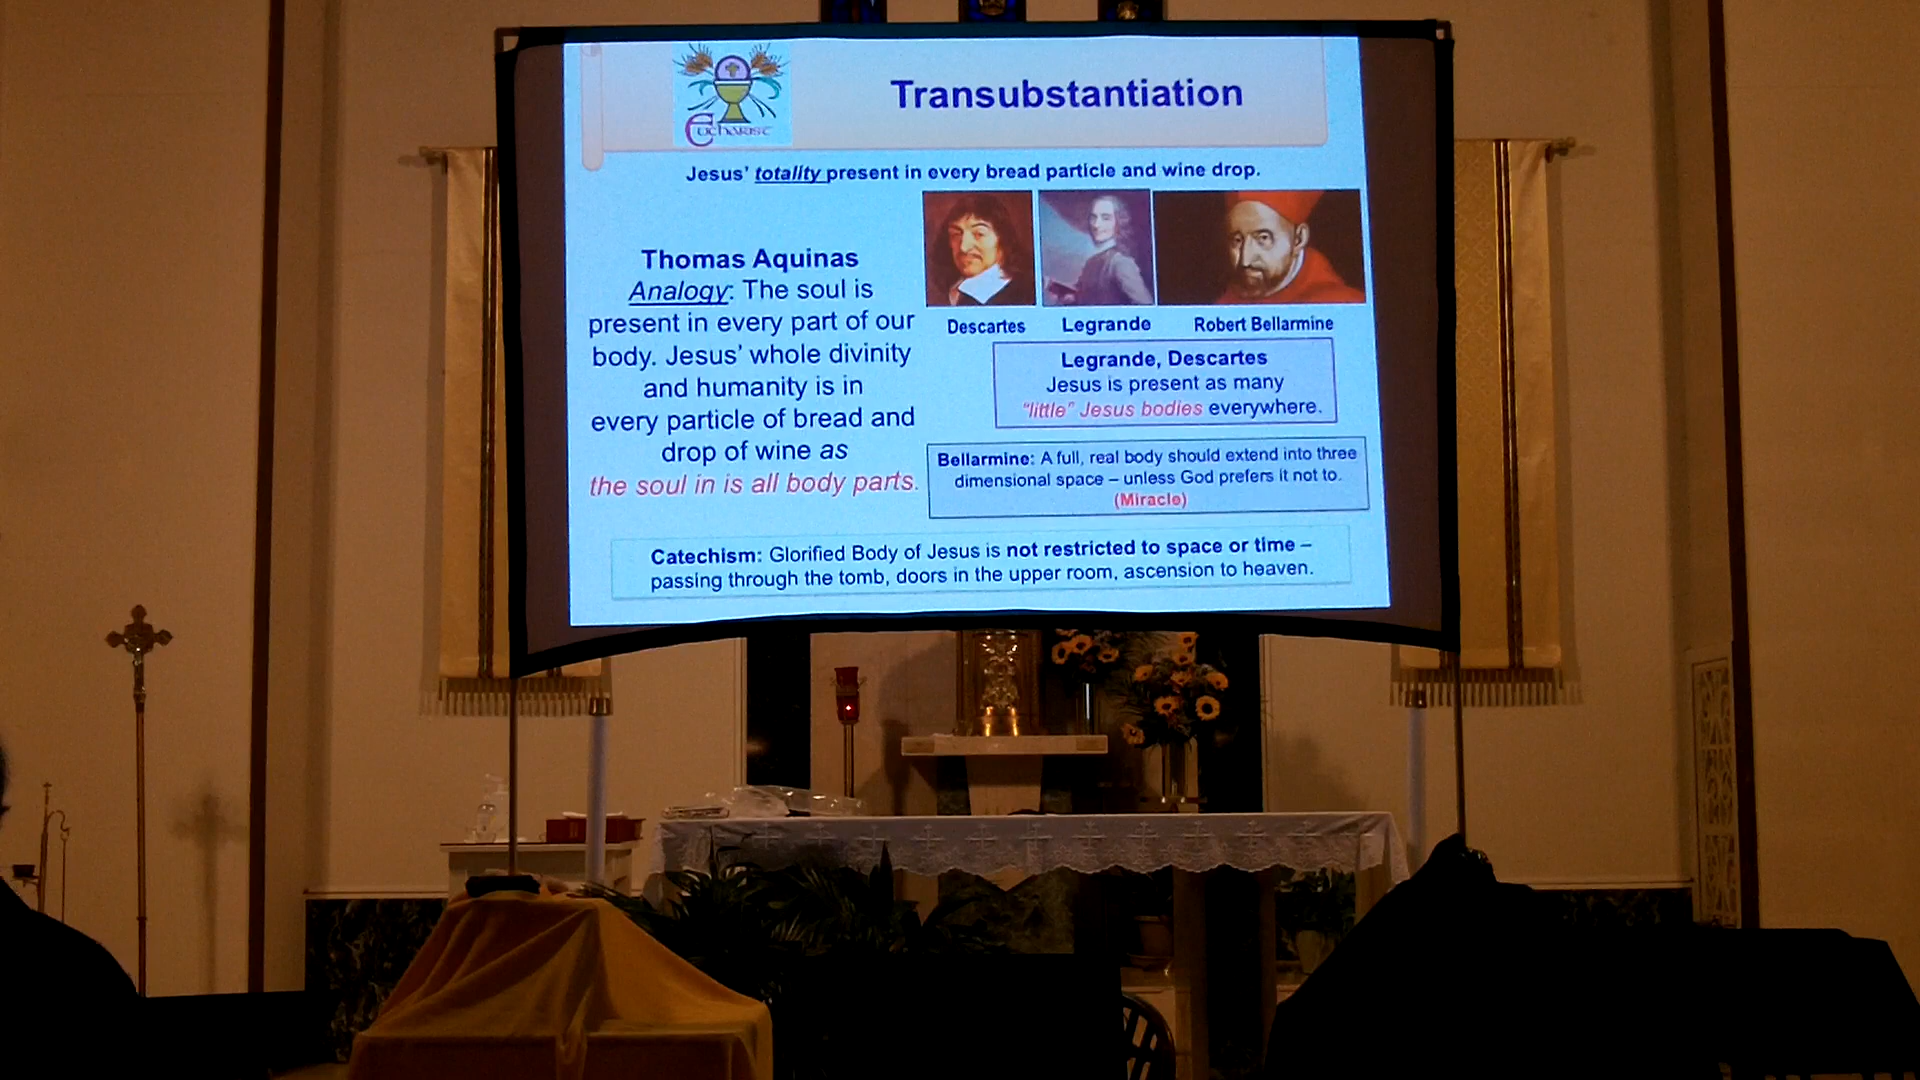 Eucharist
Transubstantiation
Jesus' totality present in every bread particle and wine drop.
Thomas Aquinas
Analogy: The soul is
present in every part of our
body. Jesus' whole divinity
and humanity is in
every particle of bread and
drop of wine as
the soul in is all body parts.
Descartes
Legrande
Robert Bellarmine
Legrande, Descartes
Jesus is present as many
"little" Jesus bodies everywhere.
Bellarmine: A full, real body should extend into three
dimensional space – unless God prefers it not to.
(Miracle)
Catechism: Glorified Body of Jesus is not restricted to space or time –
passing through the tomb, doors in the upper room, ascension to heaven.